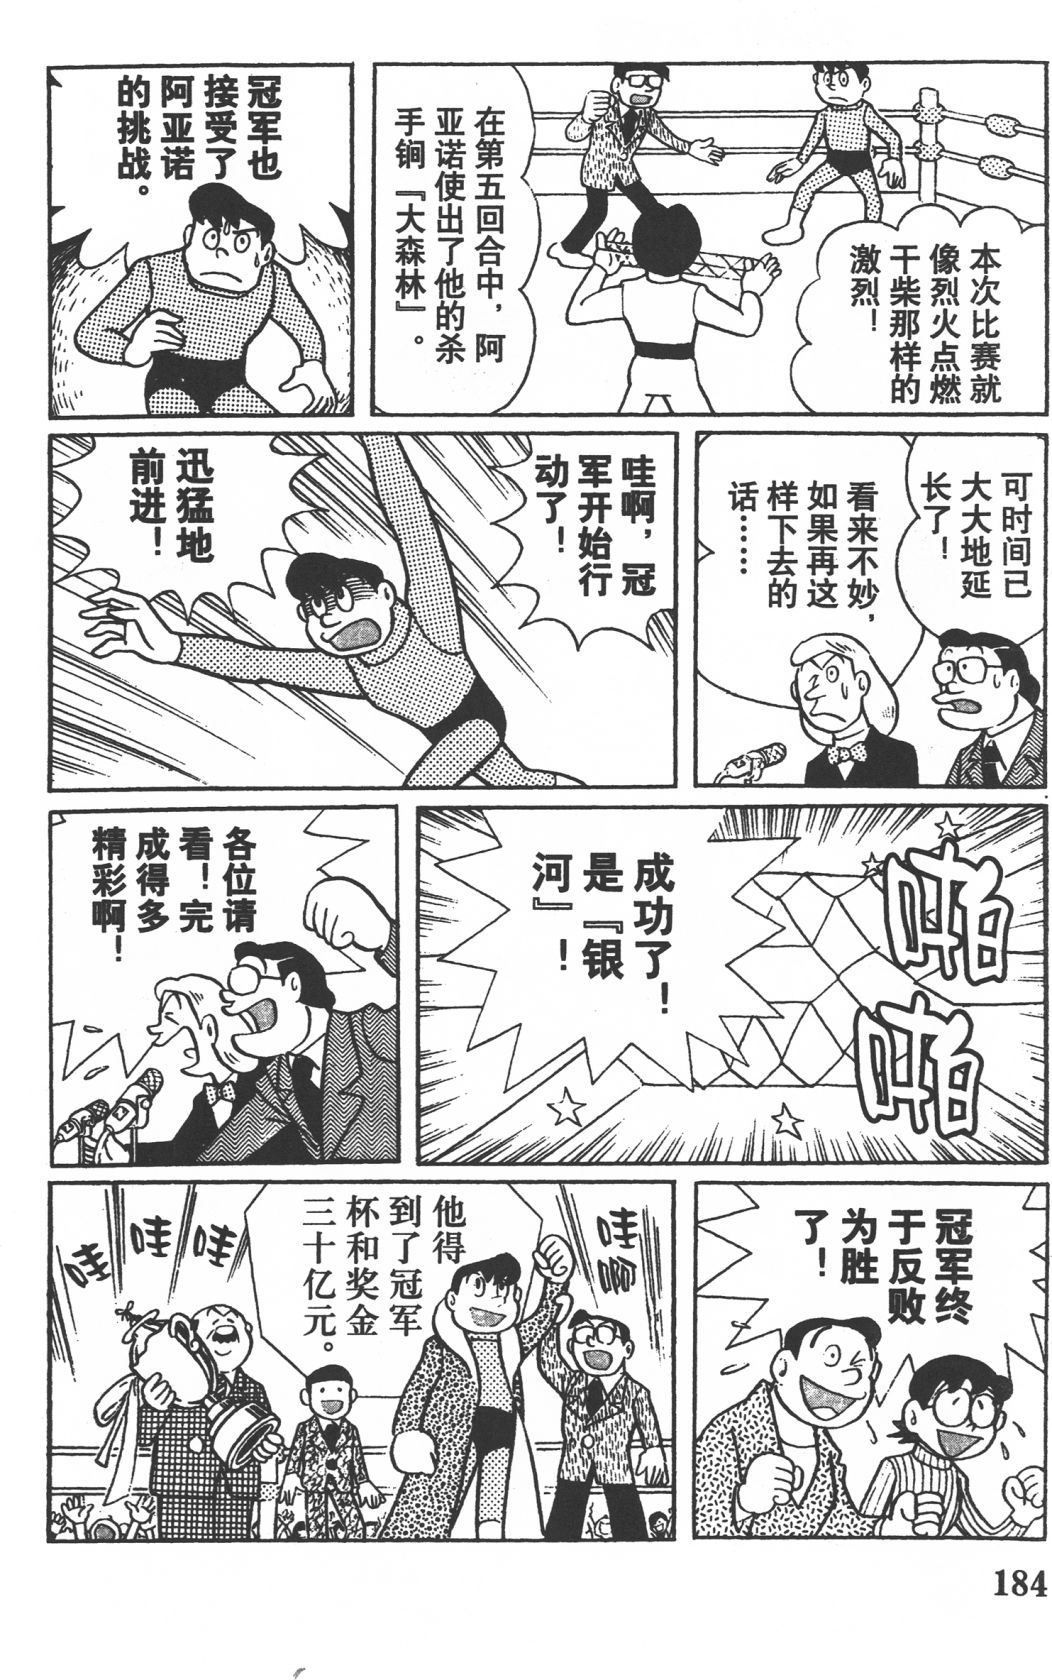 本次比赛就
像烈火点燃
干柴那样的
激烈！
在第五回合中，阿
亚诺使出了他的杀
手锏『大森林』。
冠军也
接受了
阿亚诺
的挑战。
可时间已
大大地延
长了！
看来不妙，
如果再这
样下去的
话……
哇啊，冠
军开始行
动了！
迅猛地
前进！
啪
啪
成功了！
是『银
河』！
各位请
看！完
成得多
精彩啊！
冠军终
于反败
为胜
了！
哇啊
他得
到了冠军
杯和奖金
三十亿元。
哇
哇
哇
184